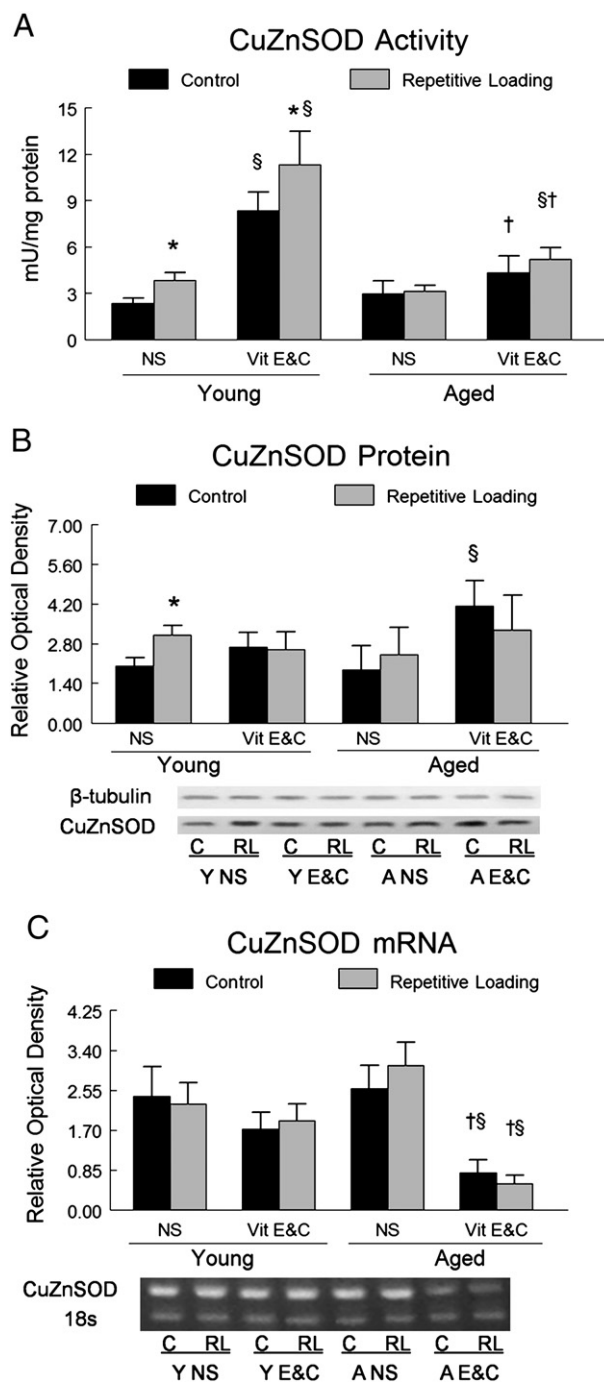 A
CuZnSOD Activity
Control Repetitive Loading
mU/mg protein
15
12
9
6
3
0
* § * § † §†
NS Vit E&C NS Vit E&C
Young Aged
B
CuZnSOD Protein
Control Repetitive Loading
Relative Optical Density
7.00
5.60
4.20
2.80
1.40
0.00
* §
NS Vit E&C NS Vit E&C
Young Aged
β-tubulin
CuZnSOD
C RL C RL C RL C RL
Y NS Y E&C A NS A E&C
C
CuZnSOD mRNA
Control Repetitive Loading
Relative Optical Density
4.25
3.40
2.55
1.70
0.85
0.00
†§ †§
NS Vit E&C NS Vit E&C
Young Aged
CuZnSOD
18s
C RL C RL C RL C RL
Y NS Y E&C A NS A E&C